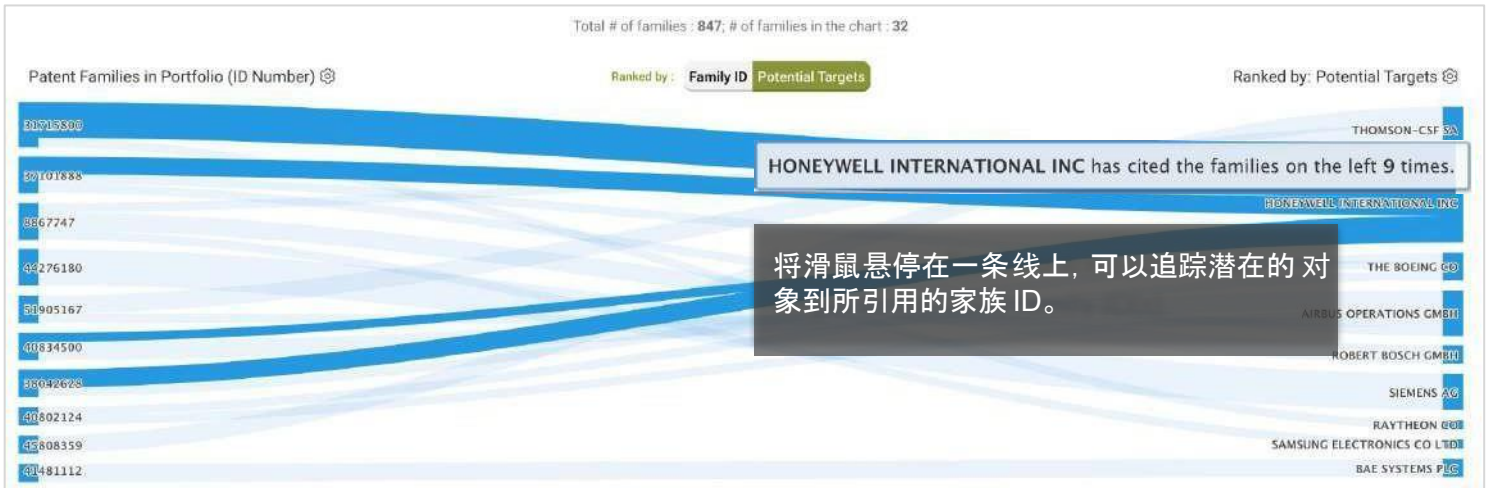 Total # of families : 847; # of families in the chart : 32
Patent Families in Portfolio (ID Number)
Ranked by : Family ID Potential Targets
Ranked by: Potential Targets
31715800
THOMSON-CSF SA
HONEYWELL INTERNATIONAL INC has cited the families on the left 9 times.
36101888
HONEYWELL INTERNATIONAL INC
8867747
将滑鼠悬停在一条线上, 可以追踪潜在的 对
象到所引用的家族 ID。
44276180
THE BOEING CO
51905167
AIRBUS OPERATIONS GMBH
40834500
ROBERT BOSCH GMBH
38042628
SIEMENS AG
40802124
RAYTHEON CO
45808359
SAMSUNG ELECTRONICS CO LTD
41481112
BAE SYSTEMS PLC